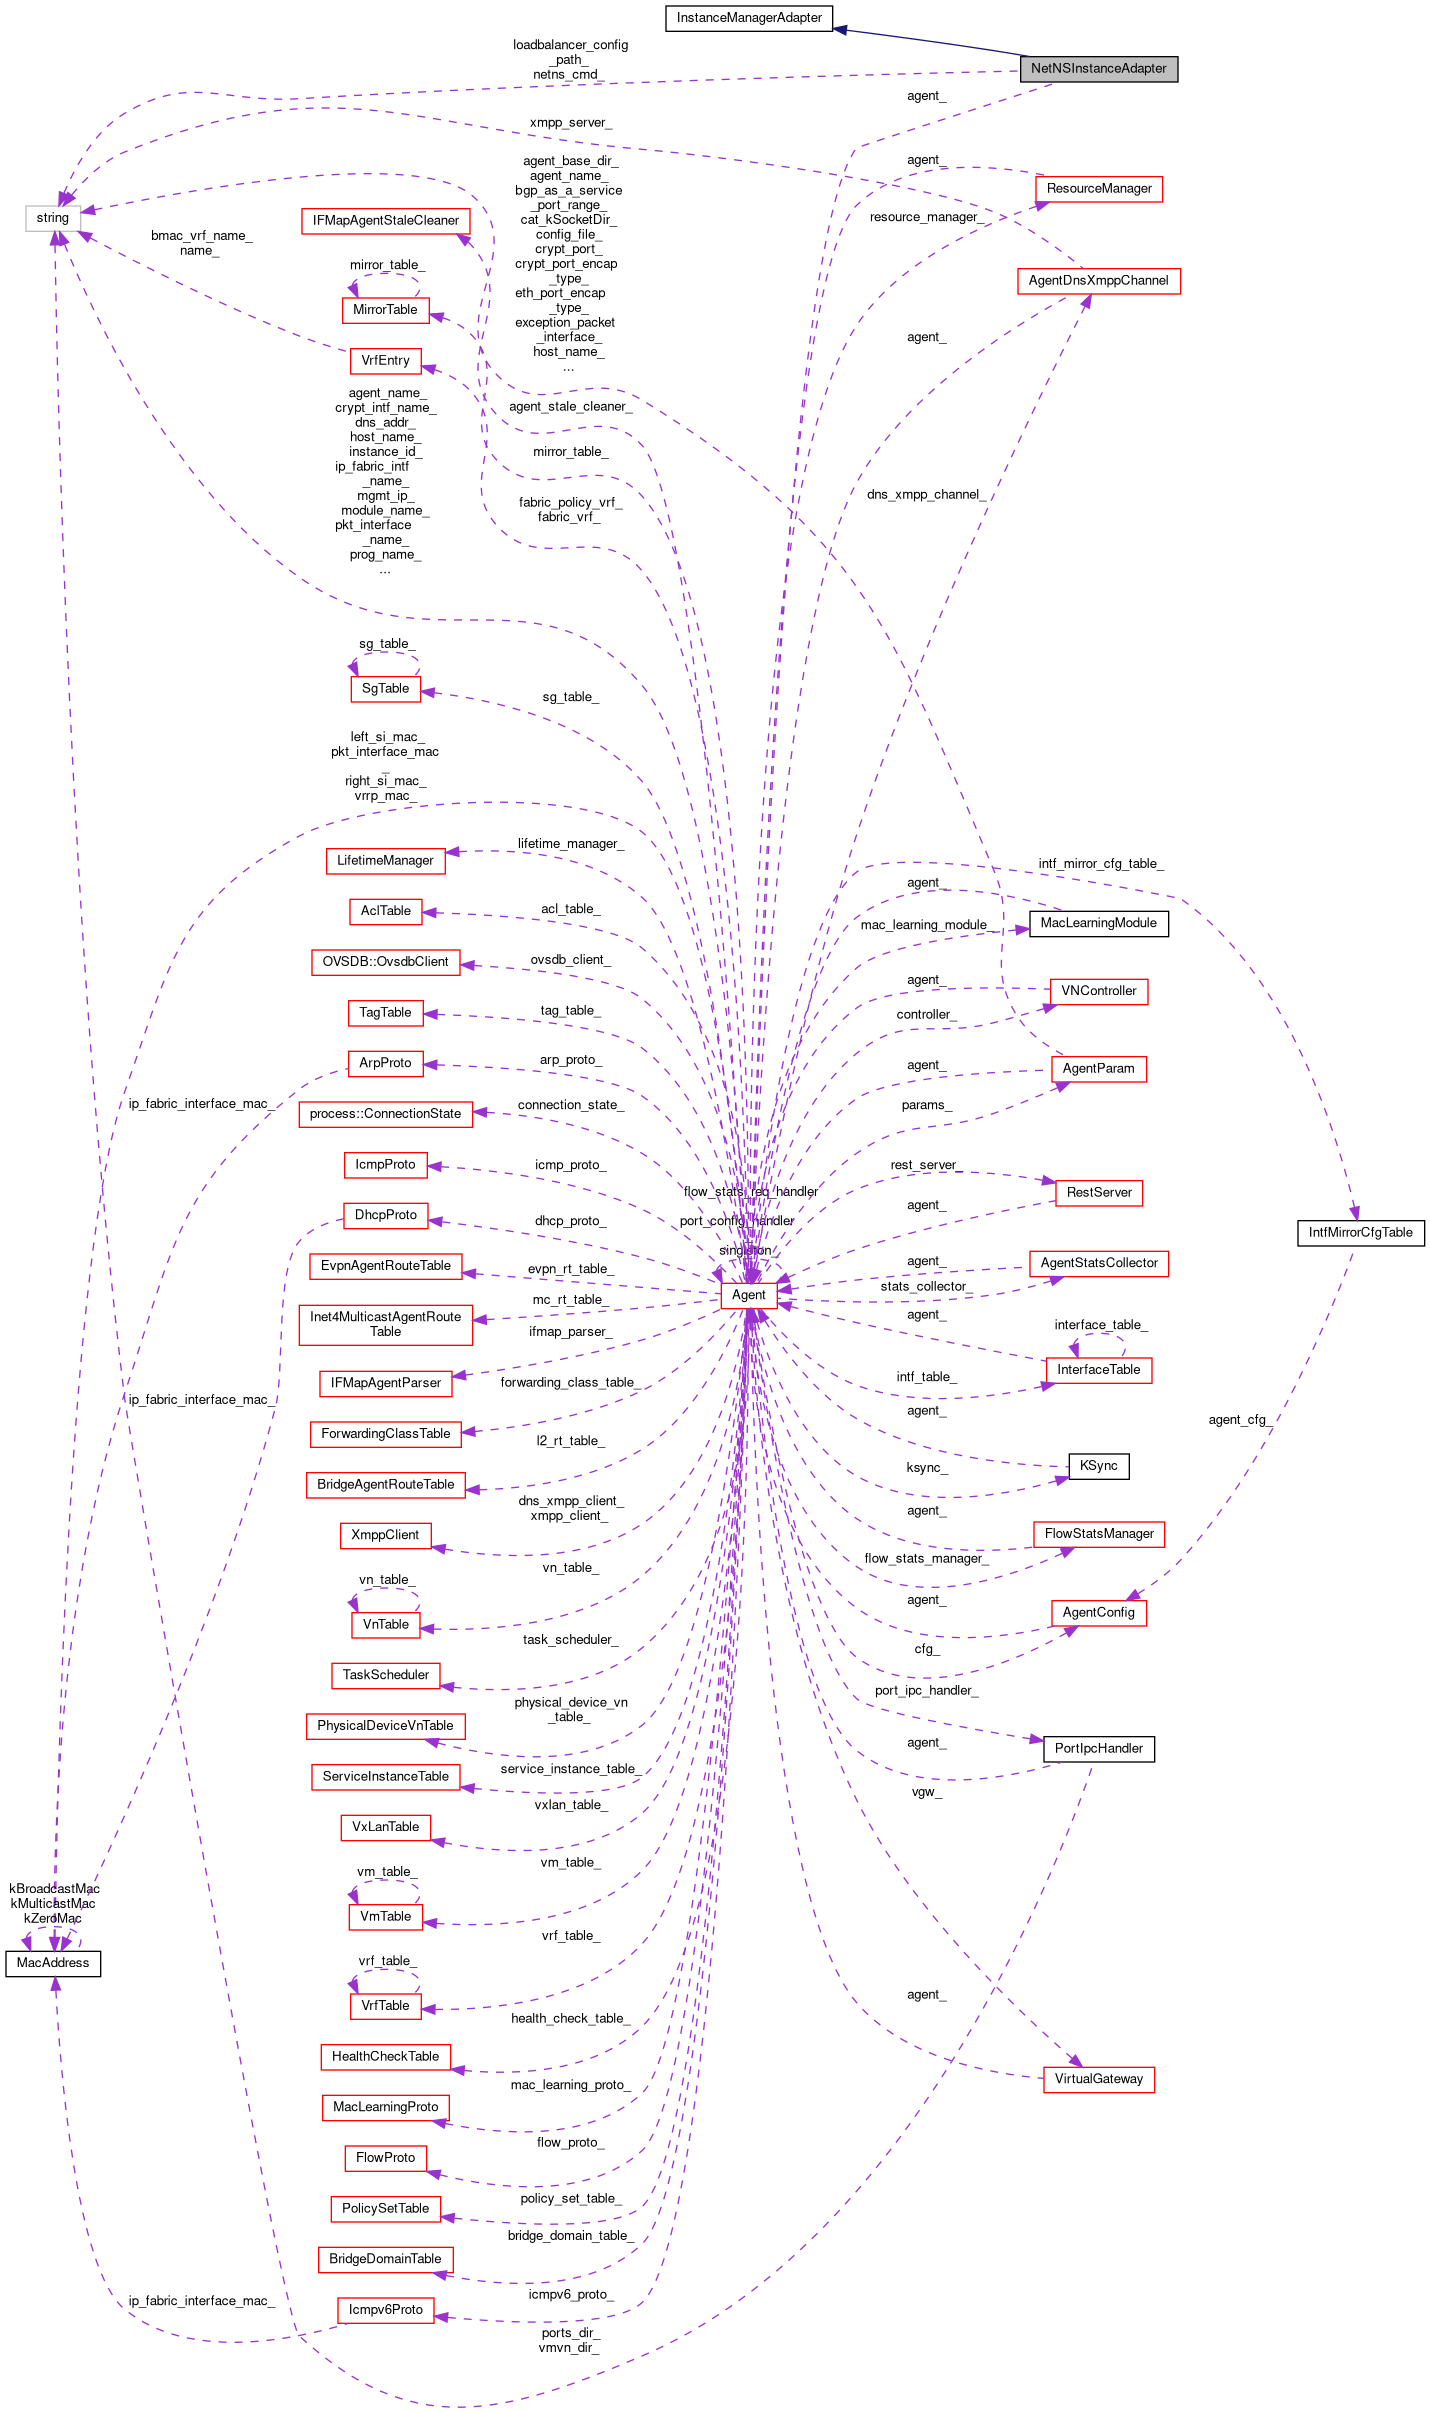 InstanceManagerAdapter
NetNSInstanceAdapter
loadbalancer_config
_path_
netns_cmd_
agent_
xmpp_server_
agent_
ResourceManager
resource_manager_
agent_base_dir_
agent_name_
bgp_as_a_service
_port_range_
cat_kSocketDir_
config_file_
crypt_port_
crypt_port_encap
_type_
eth_port_encap
_type_
exception_packet
_interface_
host_name_
...
string
IFMapAgentStaleCleaner
bmac_vrf_name_
name_
mirror_table_
MirrorTable
AgentDnsXmppChannel
agent_
VrfEntry
agent_name_
crypt_intf_name_
dns_addr_
host_name_
instance_id_
ip_fabric_intf
_name_
mgmt_ip_
module_name_
pkt_interface
_name_
prog_name_
...
agent_stale_cleaner_
mirror_table_
fabric_policy_vrf_
fabric_vrf_
dns_xmpp_channel_
sg_table_
SgTable
sg_table_
left_si_mac_
pkt_interface_mac
_
right_si_mac_
vrrp_mac_
LifetimeManager
lifetime_manager_
intf_mirror_cfg_table_
agent_
AclTable
acl_table_
mac_learning_module_
MacLearningModule
OVSDB::OvsdbClient
ovsdb_client_
agent_
VNController
TagTable
tag_table_
controller_
ArpProto
arp_proto_
agent_
AgentParam
ip_fabric_interface_mac_
process::ConnectionState
connection_state_
params_
IcmpProto
icmp_proto_
rest_server_
RestServer
flow_stats_req_handler
port_config_handler
singleton_
agent_
DhcpProto
dhcp_proto_
IntfMirrorCfgTable
EvpnAgentRouteTable
evpn_rt_table_
Agent
agent_
AgentStatsCollector
stats_collector_
Inet4MulticastAgentRoute
Table
mc_rt_table_
agent_
interface_table_
InterfaceTable
IFMapAgentParser
ifmap_parser_
intf_table_
ip_fabric_interface_mac_
ForwardingClassTable
forwarding_class_table_
agent_
agent_cfg_
BridgeAgentRouteTable
l2_rt_table_
ksync_
KSync
XmppClient
dns_xmpp_client_
xmpp_client_
agent_
FlowStatsManager
flow_stats_manager_
vn_table_
VnTable
vn_table_
agent_
AgentConfig
cfg_
TaskScheduler
task_scheduler_
port_ipc_handler_
PhysicalDeviceVnTable
physical_device_vn
_table_
agent_
PortIpcHandler
ServiceInstanceTable
service_instance_table_
vgw_
VxLanTable
vxlan_table_
vm_table_
VmTable
vm_table_
kBroadcastMac
kMulticastMac
kZeroMac
MacAddress
vrf_table_
VrfTable
vrf_table_
agent_
HealthCheckTable
health_check_table_
VirtualGateway
MacLearningProto
mac_learning_proto_
FlowProto
flow_proto_
PolicySetTable
policy_set_table_
BridgeDomainTable
bridge_domain_table_
ip_fabric_interface_mac_
Icmpv6Proto
icmpv6_proto_
ports_dir_
vmvn_dir_